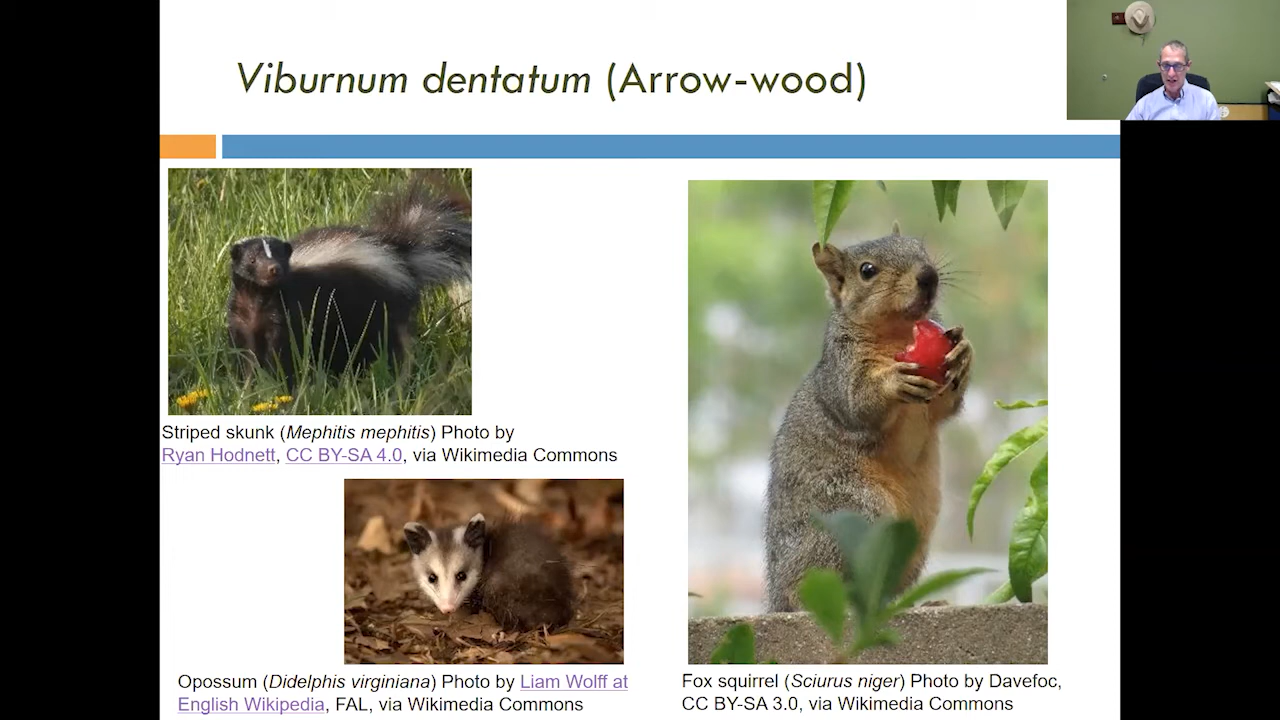 Viburnum dentatum (Arrow-wood)
Striped skunk (Mephitis mephitis) Photo by
Ryan Hodnett, CC BY-SA 4.0, via Wikimedia Commons
Opossum (Didelphis virginiana) Photo by Liam Wolff at
English Wikipedia, FAL, via Wikimedia Commons
Fox squirrel (Sciurus niger) Photo by Davefoc,
CC BY-SA 3.0, via Wikimedia Commons